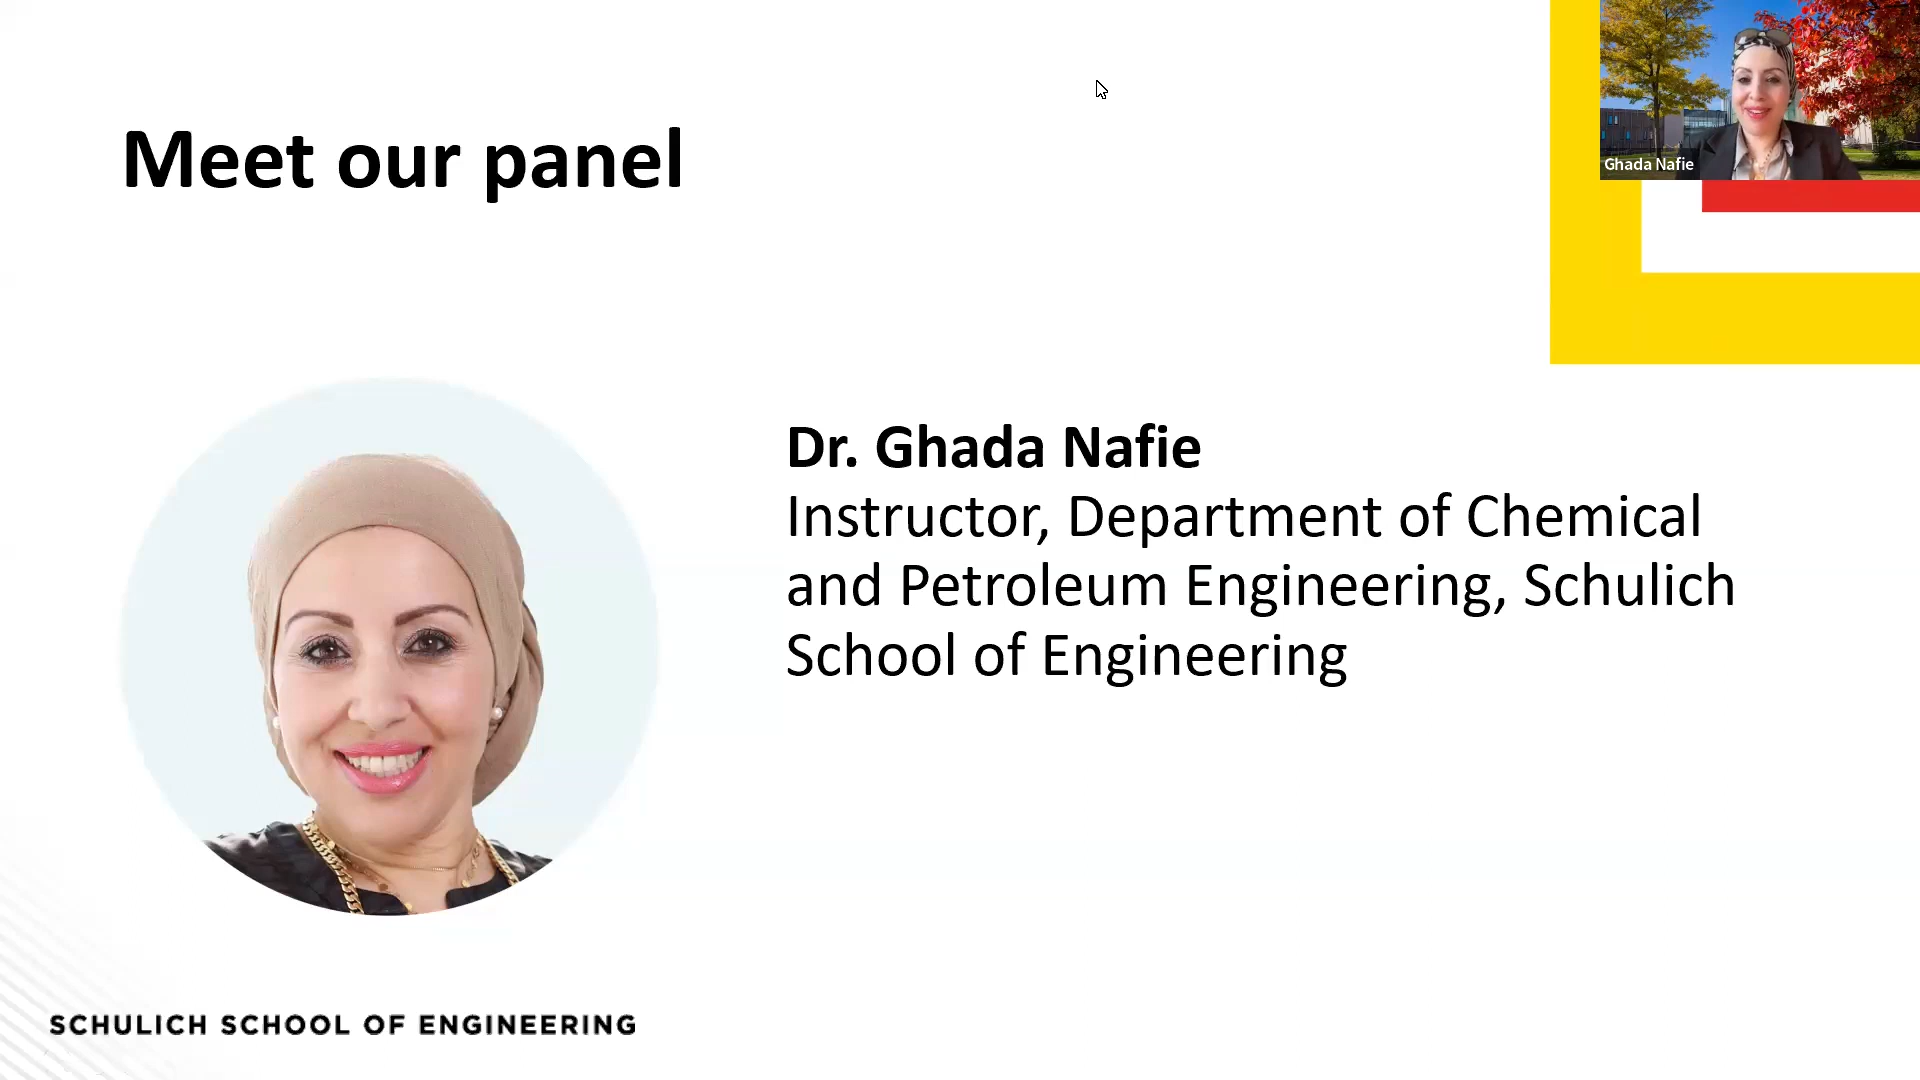 Meet our panel
Ghada Nafie
Dr. Ghada Nafie
Instructor, Department of Chemical
and Petroleum Engineering, Schulich
School of Engineering
SCHULICH SCHOOL OF ENGINEERING